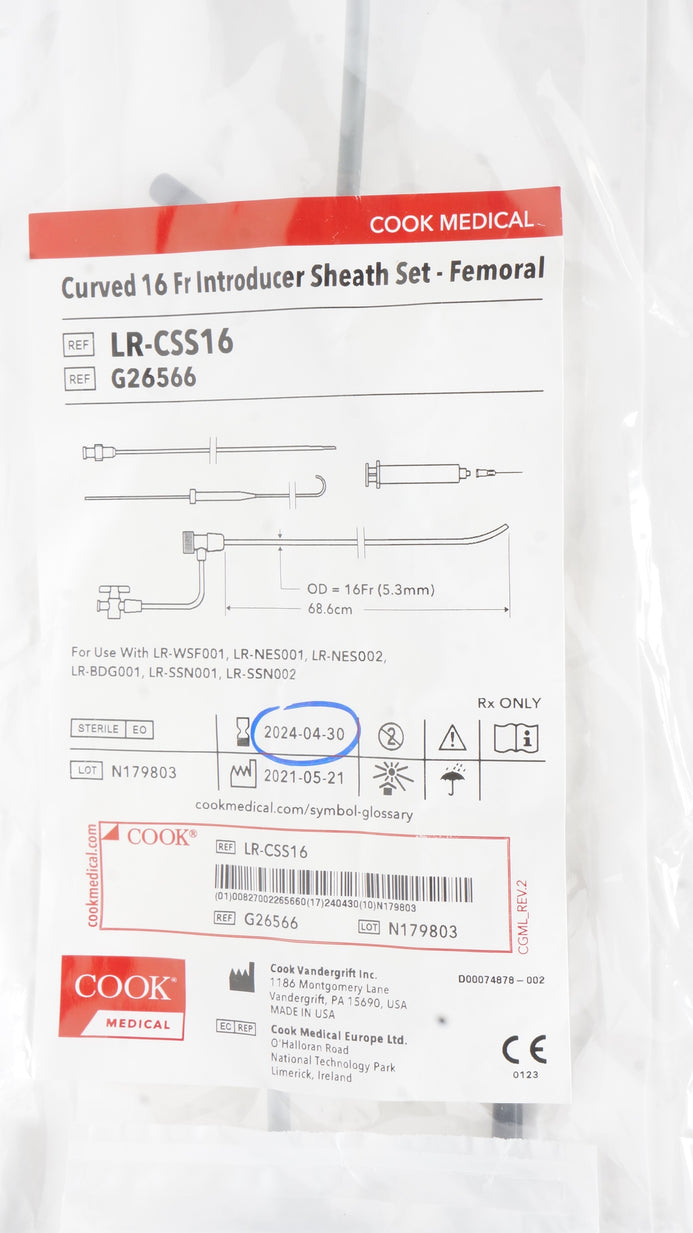 COOK MEDICAL
Curved 16 Fr Introducer Sheath Set - Femoral
REF LR-CSS16
REF G26566
OD = 16Fr (5.3mm)
68.6cm
For Use With LR-WSF001, LR-NES001, LR-NES002,
LR-BDG001, LR-SSN001, LR-SSN002
Rx ONLY
STERILE EO 2024-04-30 2 i
LOT N179803 2021-05-21
cookmedical.com/symbol-glossary
cookmedical.com
COOK®
REF LR-CSS16
(01)00827002265660(17)240430(10)N179803
REF G26566 LOT N179803
CGML_REV.2
COOK®
MEDICAL
Cook Vandergrift Inc.
1186 Montgomery Lane
Vandergrift, PA 15690, USA
MADE IN USA
D00074878-002
EC REP Cook Medical Europe Ltd.
O'Halloran Road
National Technology Park
Limerick, Ireland
CE
0123